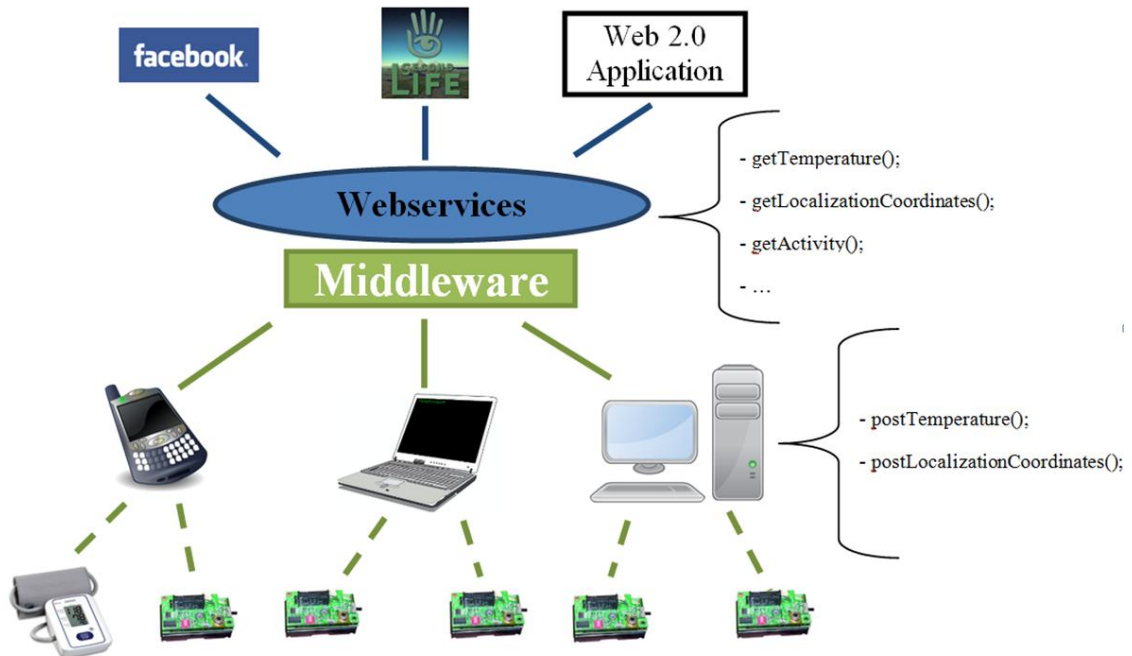 facebook
SECOND
LIFE
Web 2.0
Application
Webservices
Middleware
- getTemperature();
- getLocalizationCoordinates();
- getActivity();
- ...
- postTemperature();
- postLocalizationCoordinates();